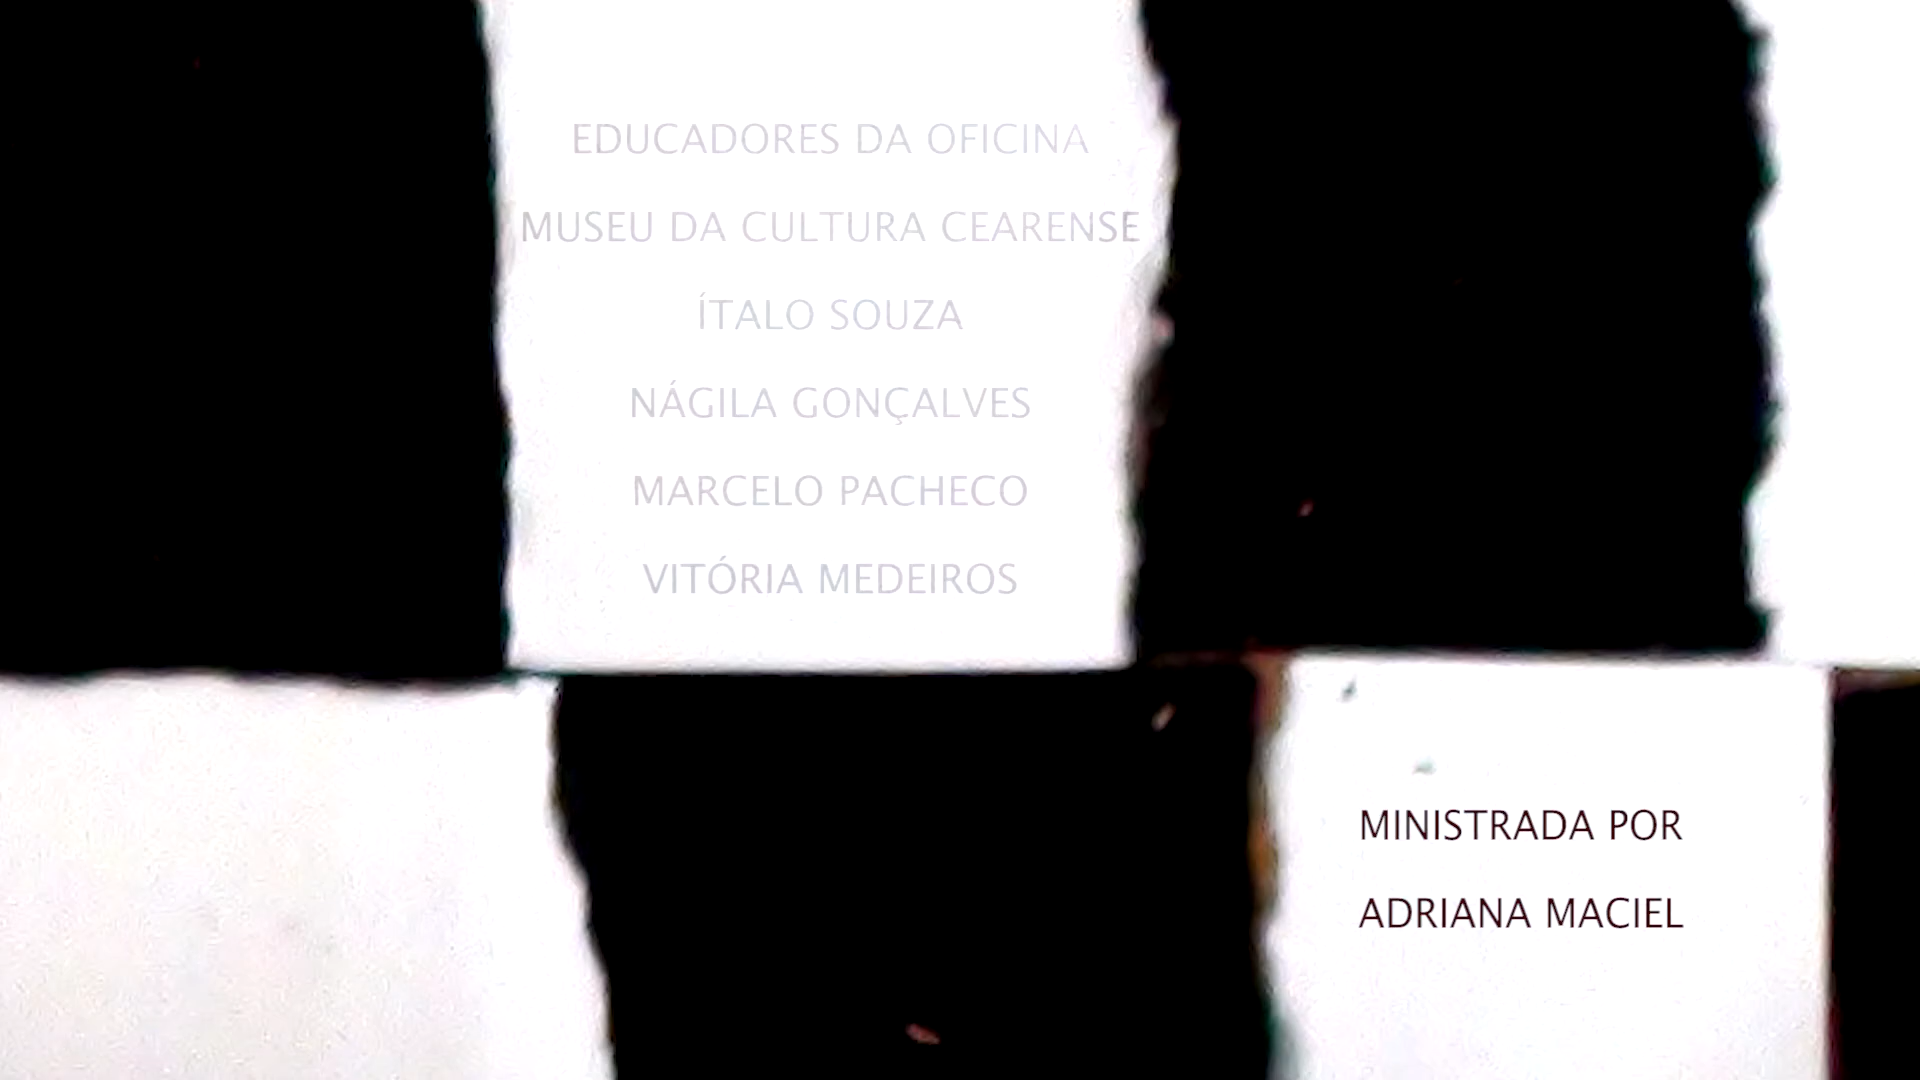 EDUCADORES DA OFICINA
MUSEU DA CULTURA CEARENSE
ÍTALO SOUZA
NÁGILA GONÇALVES
MARCELO PACHECO
VITÓRIA MEDEIROS
MINISTRADA POR
ADRIANA MACIEL